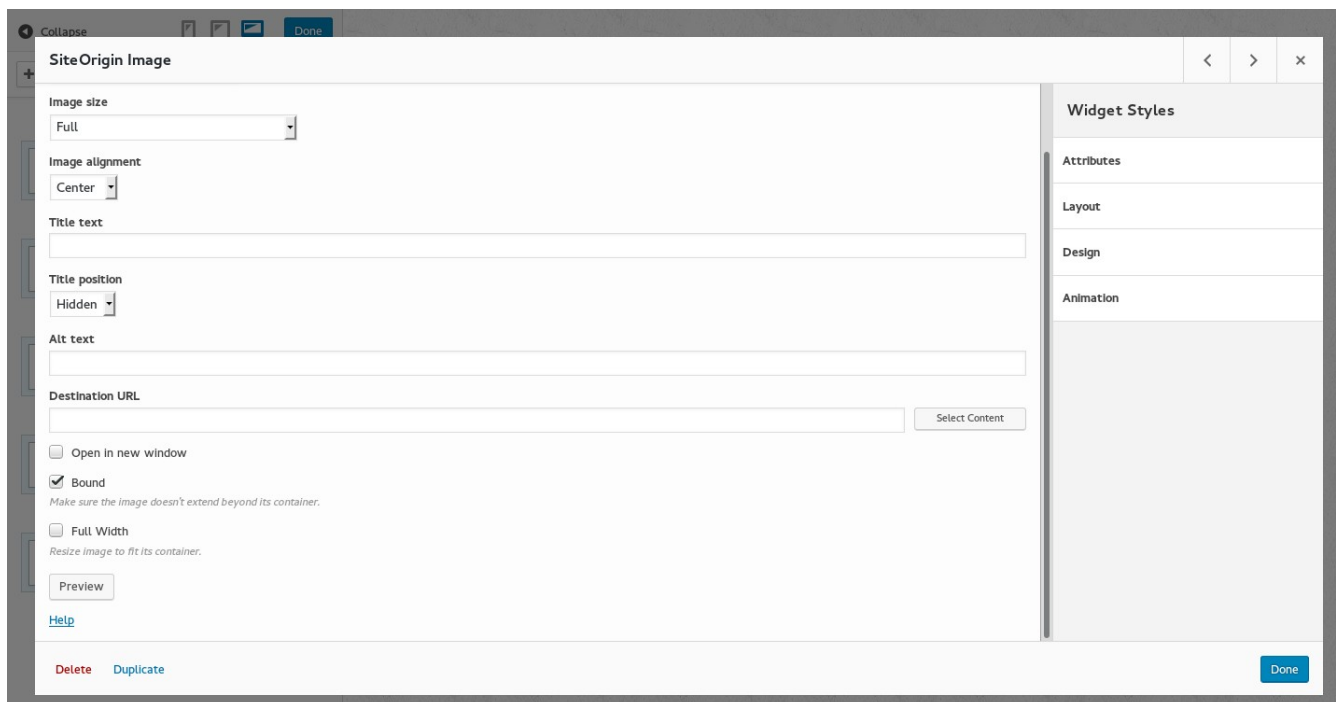 Collapse
Done
SiteOrigin Image
Image size
Full
Image alignment
Center
Title text
Title position
Hidden
Alt text
Destination URL
Select Content
Open in new window
Bound
Make sure the image doesn't extend beyond its container.
Full Width
Resize image to fit its container.
Preview
Help
Widget Styles
Attributes
Layout
Design
Animation
Delete Duplicate
Done